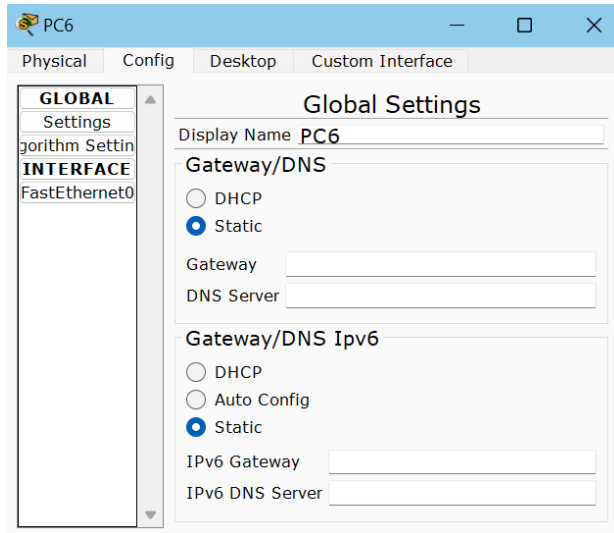 PC6
Physical Config Desktop Custom Interface
GLOBAL
Settings
gorithm Settin
INTERFACE
FastEthernet0
Global Settings
Display Name PC6
Gateway/DNS
DHCP
Static
Gateway
DNS Server
Gateway/DNS Ipv6
DHCP
Auto Config
Static
IPv6 Gateway
IPv6 DNS Server